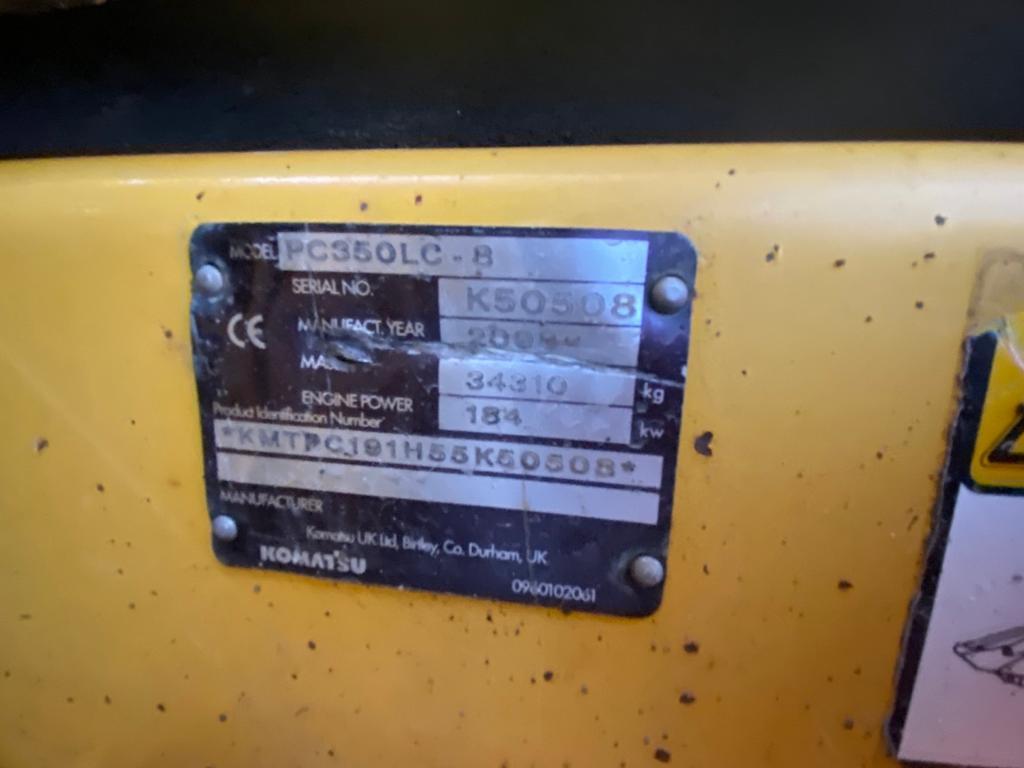 MODEL PC350LC-8
SERIAL NO. K50508
CE MANUFACT. YEAR
34310 kg
ENGINE POWER 184 kw
Product Identification Number
*KMTPC191H55K50508*
MANUFACTURER
Komatsu UK Ltd, Birtley, Co. Durham, UK
KOMATSU
0960102061